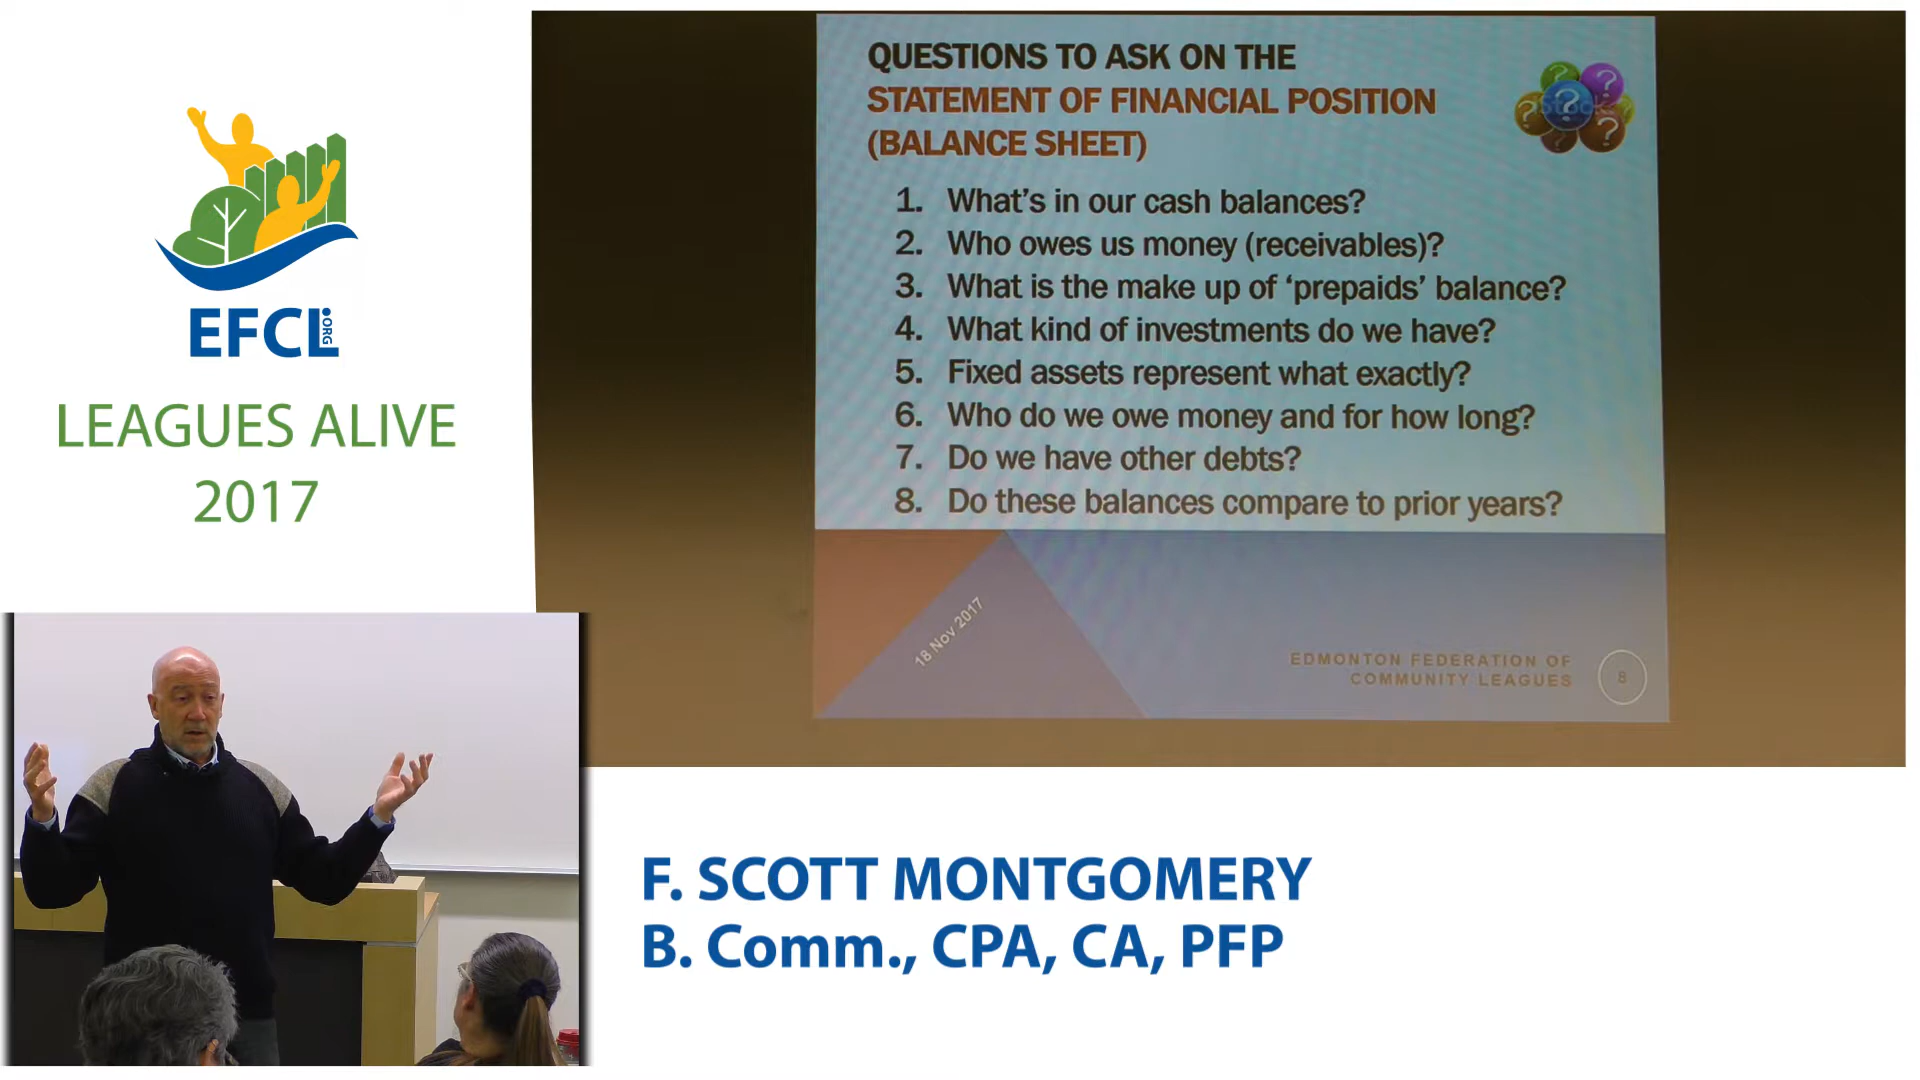 EFCL.ORG
LEAGUES ALIVE
2017
QUESTIONS TO ASK ON THE
STATEMENT OF FINANCIAL POSITION
(BALANCE SHEET)
1. What's in our cash balances?
2. Who owes us money (receivables)?
3. What is the make up of ‘prepaids’ balance?
4. What kind of investments do we have?
5. Fixed assets represent what exactly?
6. Who do we owe money and for how long?
7. Do we have other debts?
8. Do these balances compare to prior years?
18 Nov 2017
EDMONTON FEDERATION OF
COMMUNITY LEAGUES
8
F. SCOTT MONTGOMERY
B. Comm., CPA, CA, PFP